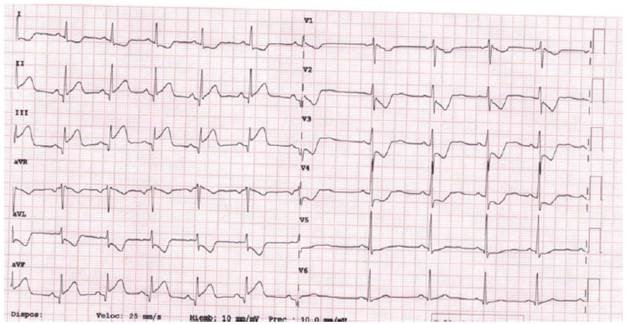 I
V1
II
V2
III
V3
aVR
V4
aVL
V5
aVF
V6
Dispos: Veloc: 25 mm/s Miemb: 10 mm/mV Prec.: 10.0 mm/mV